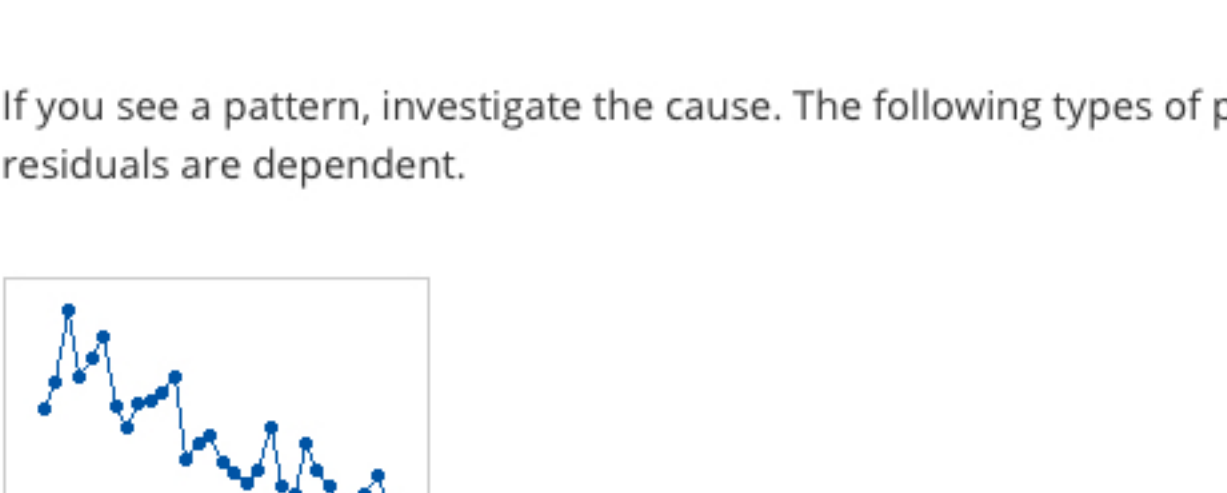 If you see a pattern, investigate the cause. The following types of
residuals are dependent.